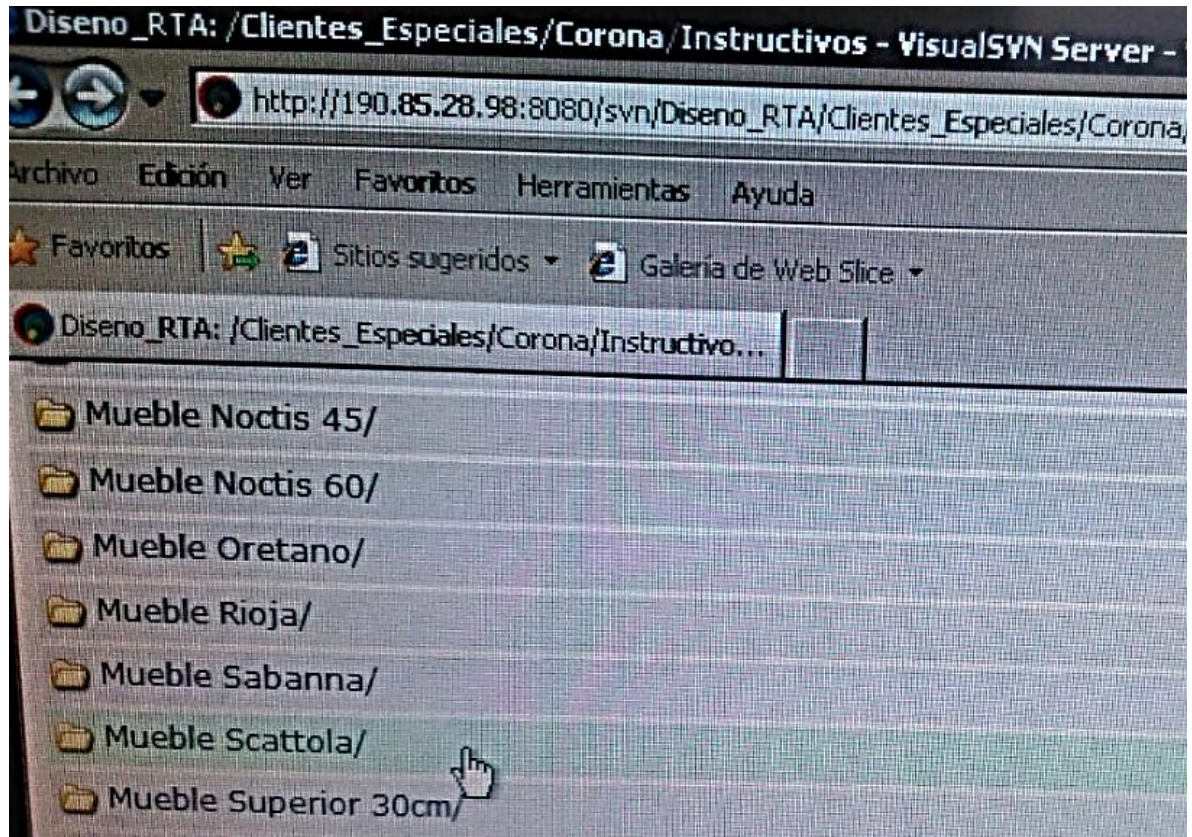 Diseno_RTA: /Clientes_Especiales/Corona/Instructivos - VisualSVN Server -
http://190.85.28.98:8080/svn/Diseno_RTA/Clientes_Especiales/Corona/
Archivo Edición Ver Favoritos Herramientas Ayuda
Favoritos Sitios sugeridos Galería de Web Slice
Diseno_RTA: /Clientes_Especiales/Corona/Instructivo...
Mueble Noctis 45/
Mueble Noctis 60/
Mueble Oretano/
Mueble Rioja/
Mueble Sabanna/
Mueble Scattola/
Mueble Superior 30cm/